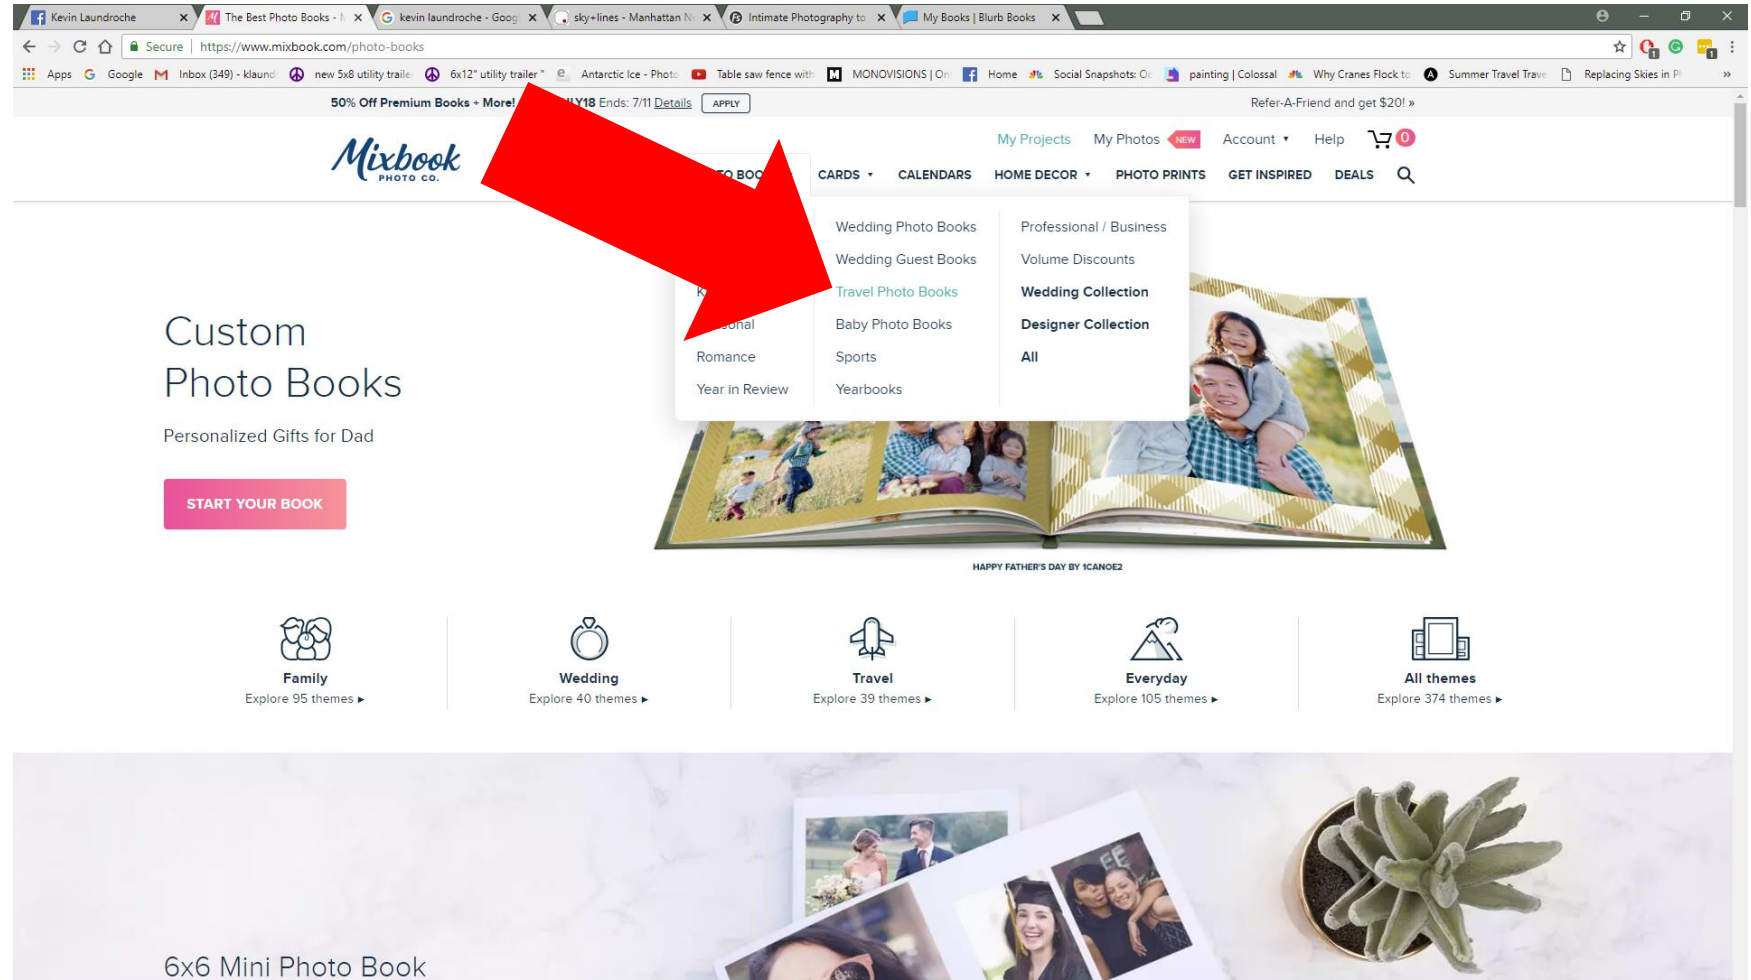 Kevin Laundroche
The Best Photo Books - M
kevin laundroche - Goog
sky+lines - Manhattan N
Intimate Photography to
My Books | Blurb Books
Secure | https://www.mixbook.com/photo-books
Apps Google Inbox (349) - klaund new 5x8 utility traile 6x12" utility trailer " Antarctic Ice - Photo Table saw fence with MONOVISIONS | On Home Social Snapshots: Oc painting | Colossal Why Cranes Flock to Summer Travel Trave Replacing Skies in P »
50% Off Premium Books + More! LY18 Ends: 7/11 Details APPLY
Refer-A-Friend and get $20! »
My Projects My Photos NEW Account Help 0
Mixbook
PHOTO CO.
CARDS CALENDARS HOME DECOR PHOTO PRINTS GET INSPIRED DEALS
Wedding Photo Books Professional / Business
Wedding Guest Books Volume Discounts
Travel Photo Books Wedding Collection
Baby Photo Books Designer Collection
Romance Sports All
Year in Review Yearbooks
Custom
Photo Books
Personalized Gifts for Dad
START YOUR BOOK
HAPPY FATHER'S DAY BY 1CANOE2
Family Wedding Travel Everyday All themes
Explore 95 themes ▸ Explore 40 themes ▸ Explore 39 themes ▸ Explore 105 themes ▸ Explore 374 themes ▸
6x6 Mini Photo Book